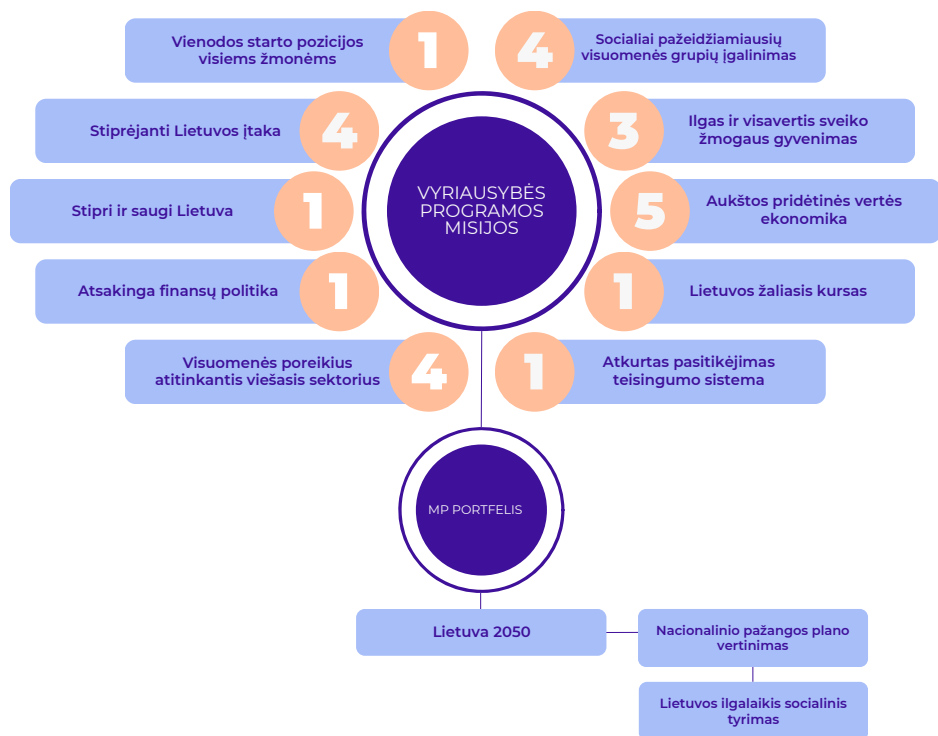 Vienodos starto pozicijos
visiems žmonėms
1
4
Socialiai pažeidžiamiausių
visuomenės grupių įgalinimas
Stiprėjanti Lietuvos įtaka
4
3
Ilgas ir visavertis sveiko
žmogaus gyvenimas
Stipri ir saugi Lietuva
1
VYRIAUSYBĖS
PROGRAMOS
MISIJOS
5
Aukštos pridėtinės vertės
ekonomika
Atsakinga finansų politika
1
1
Lietuvos žaliasis kursas
Visuomenės poreikius
atitinkantis viešasis sektorius
4
1
Atkurtas pasitikėjimas
teisingumo sistema
MP PORTFELIS
Lietuva 2050
Nacionalinio pažangos plano
vertinimas
Lietuvos ilgalaikis socialinis
tyrimas